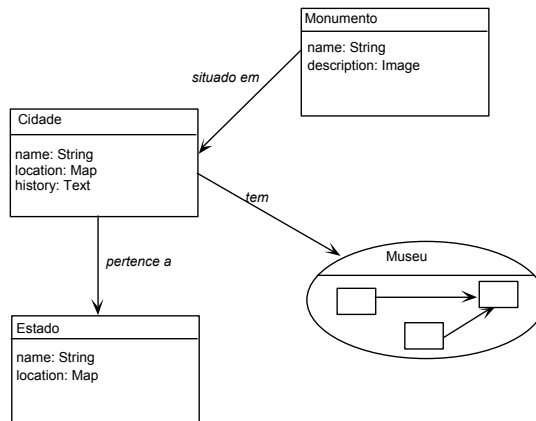 Monumento
name: String
description: Image
situado em
Cidade
name: String
location: Map
history: Text
tem
pertence a
Museu
Estado
name: String
location: Map